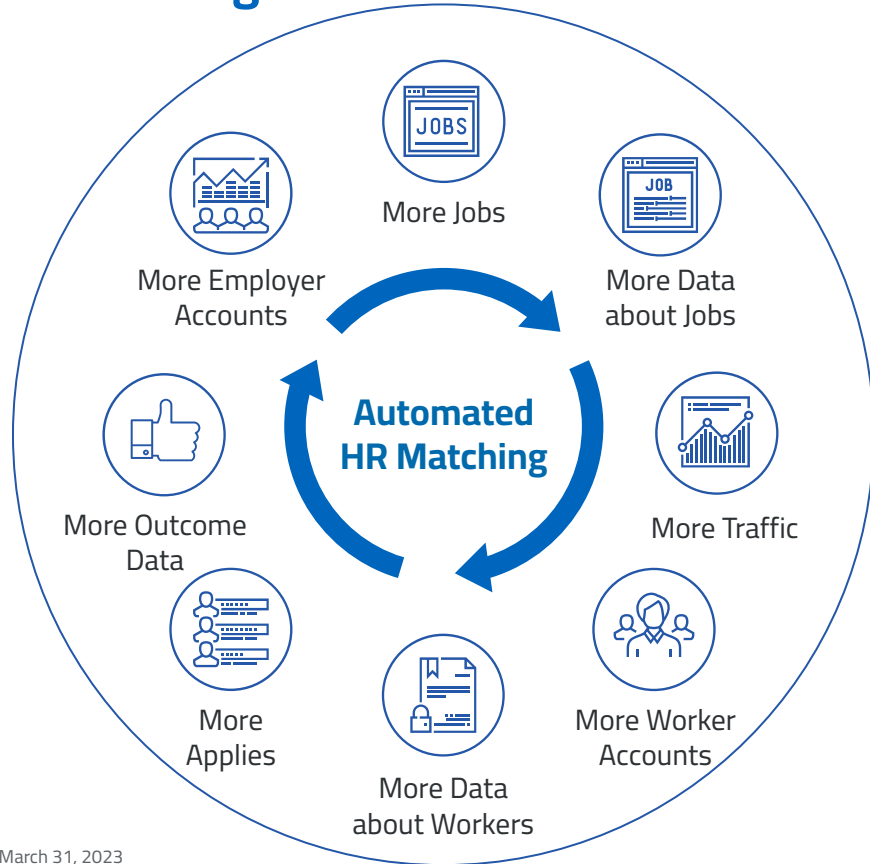 JOBS
More Jobs
JOB
More Data
about Jobs
More Traffic
More Worker
Accounts
More Data
about Workers
More
Applies
More Outcome
Data
More Employer
Accounts
Automated
HR Matching
March 31, 2023